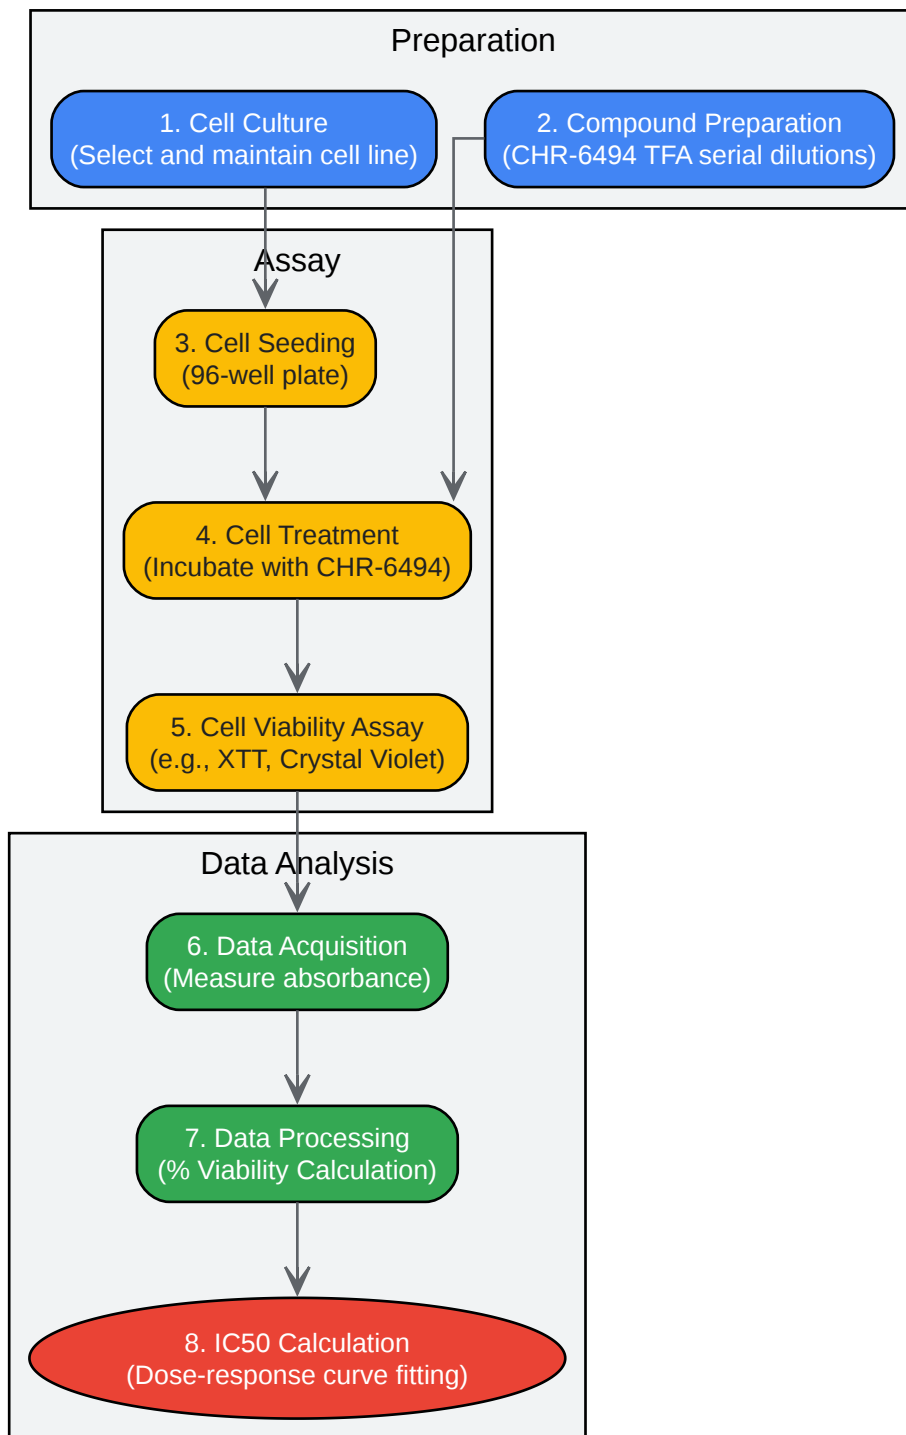 Preparation
1. Cell Culture
(Select and maintain cell line)
2. Compound Preparation
(CHR-6494 TFA serial dilutions)
Assay
3. Cell Seeding
(96-well plate)
4. Cell Treatment
(Incubate with CHR-6494)
5. Cell Viability Assay
(e.g., XTT, Crystal Violet)
Data Analysis
6. Data Acquisition
(Measure absorbance)
7. Data Processing
(% Viability Calculation)
8. IC50 Calculation
(Dose-response curve fitting)